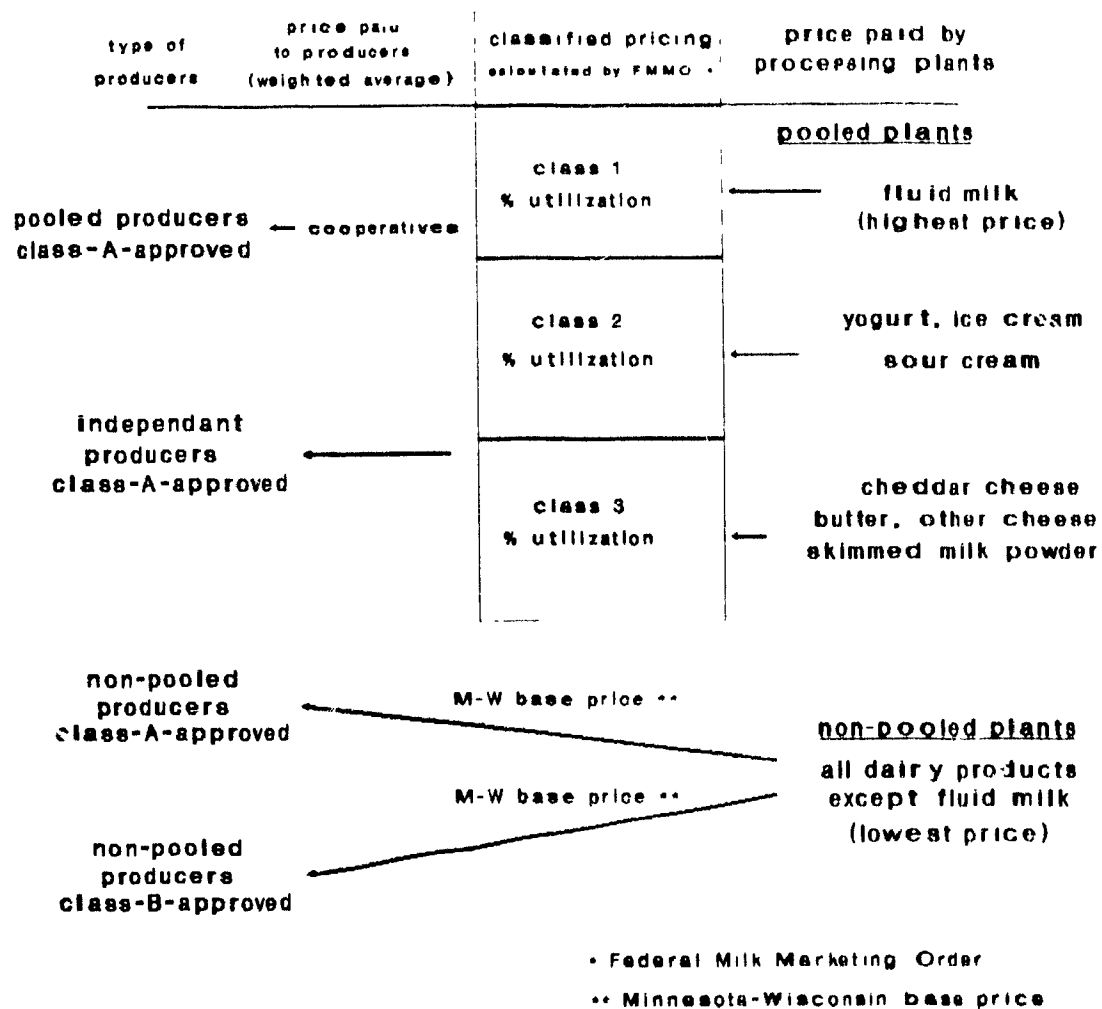 type of
producers
price paid
to producers
(weighted average)
classified pricing
calculated by FMMO *
price paid by
processing plants
pooled plants
class 1
% utilization
fluid milk
(highest price)
pooled producers
class-A-approved
cooperatives
class 2
% utilization
yogurt, ice cream
sour cream
independant
producers
class-A-approved
class 3
% utilization
cheddar cheese
butter, other cheese
skimmed milk powder
non-pooled
producers
class-A-approved
M-W base price **
non-pooled plants
all dairy products
except fluid milk
(lowest price)
M-W base price **
non-pooled
producers
class-B-approved
* Federal Milk Marketing Order
** Minnesota-Wisconsin base price